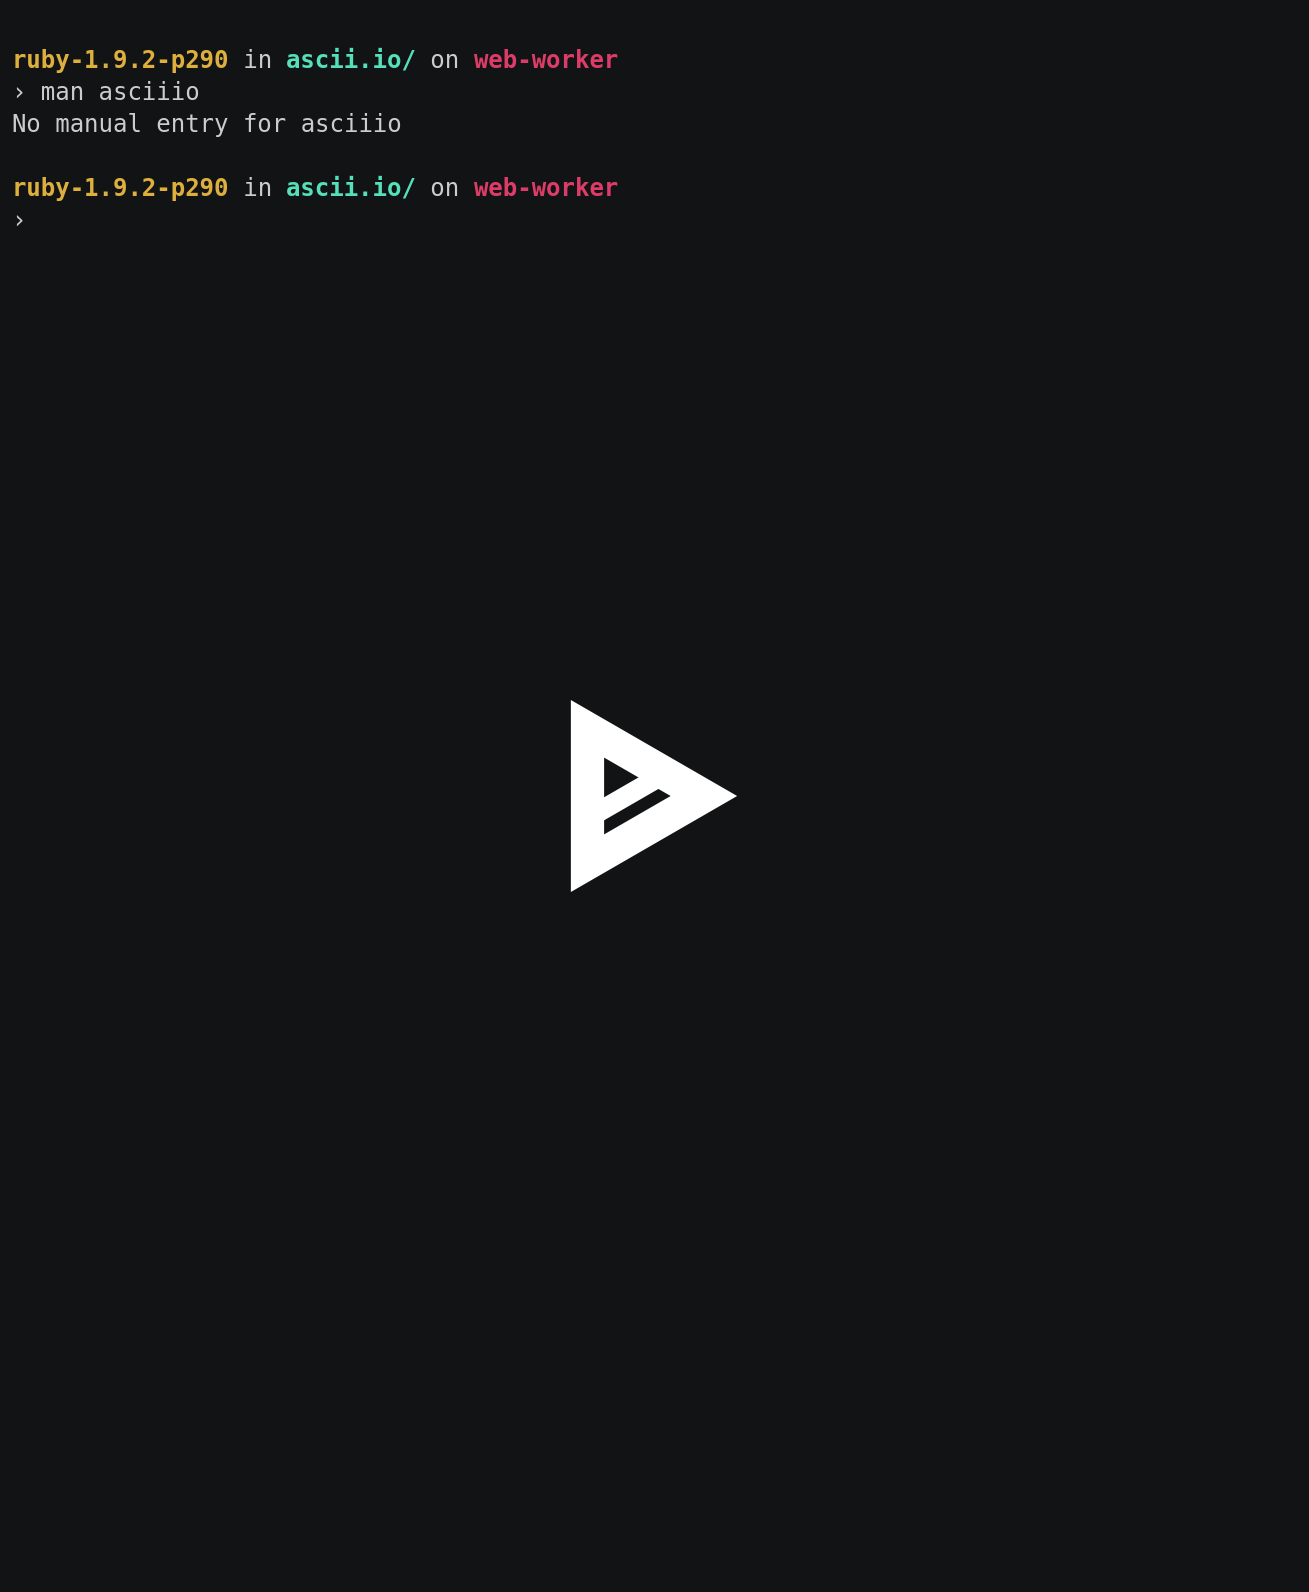 ruby-1.9.2-p290 in ascii.io/ on web-worker
› man asciiio
No manual entry for asciiio
ruby-1.9.2-p290 in ascii.io/ on web-worker
›